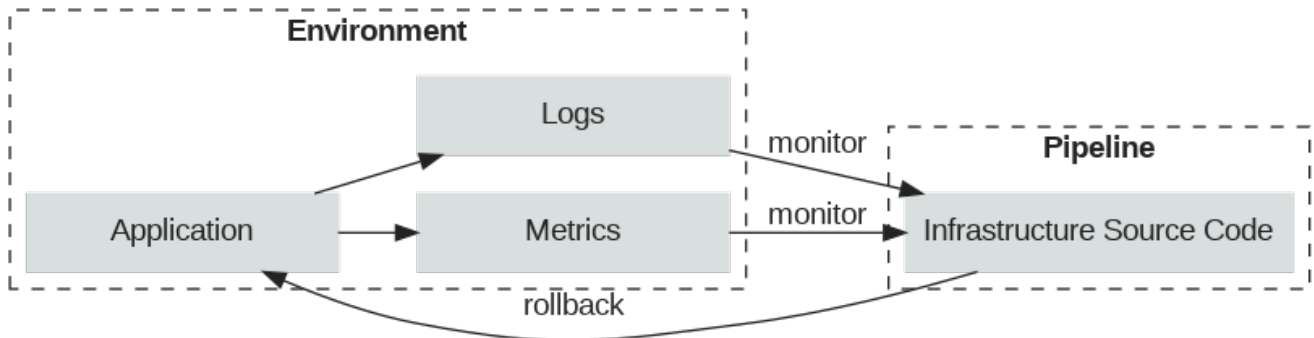 Environment
Logs
monitor
Pipeline
Application
Metrics
monitor
Infrastructure Source Code
rollback